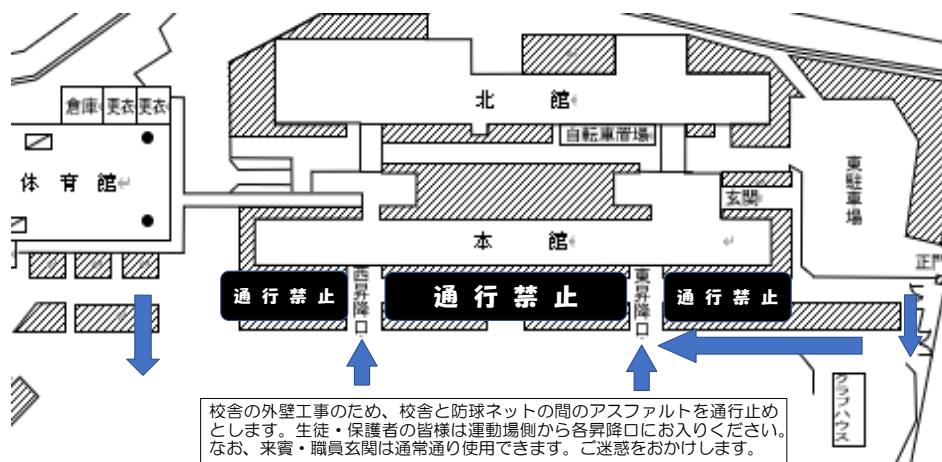 北 館
倉庫 更衣 更衣
自転車置場
体 育 館
東駐車場
玄関
本 館
正門
通 行 禁 止
西昇降口
通 行 禁 止
東昇降口
通 行 禁 止
クラブハウス
校舎の外壁工事のため、校舎と防球ネットの間のアスファルトを通行止め
とします。生徒・保護者の皆様は運動場側から各昇降口にお入りください。
なお、来賓・職員玄関は通常通り使用できます。ご迷惑をおかけします。